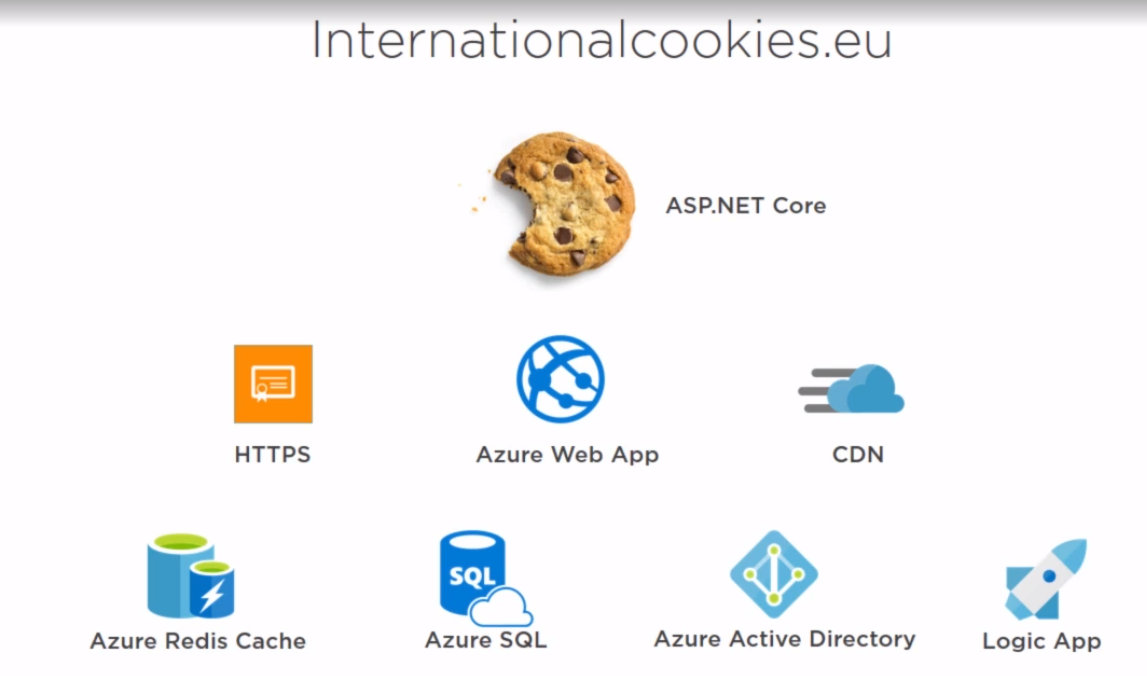 Internationalcookies.eu
ASP.NET Core
HTTPS
Azure Web App
CDN
SQL
Azure Redis Cache
Azure SQL
Azure Active Directory
Logic App